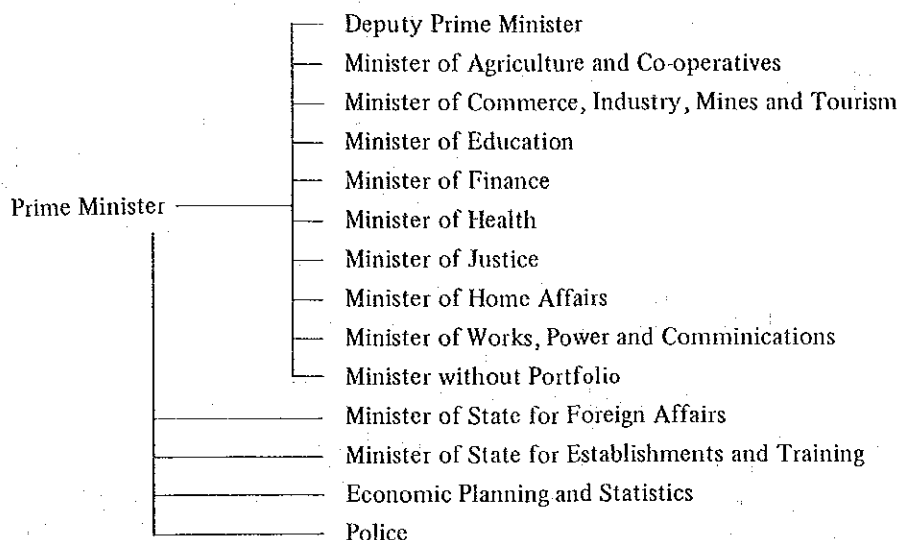 Deputy Prime Minister
Minister of Agriculture and Co-operatives
Minister of Commerce, Industry, Mines and Tourism
Minister of Education
Minister of Finance
Prime Minister
Minister of Health
Minister of Justice
Minister of Home Affairs
Minister of Works, Power and Comminications
Minister without Portfolio
Minister of State for Foreign Affairs
Minister of State for Establishments and Training
Economic Planning and Statistics
Police